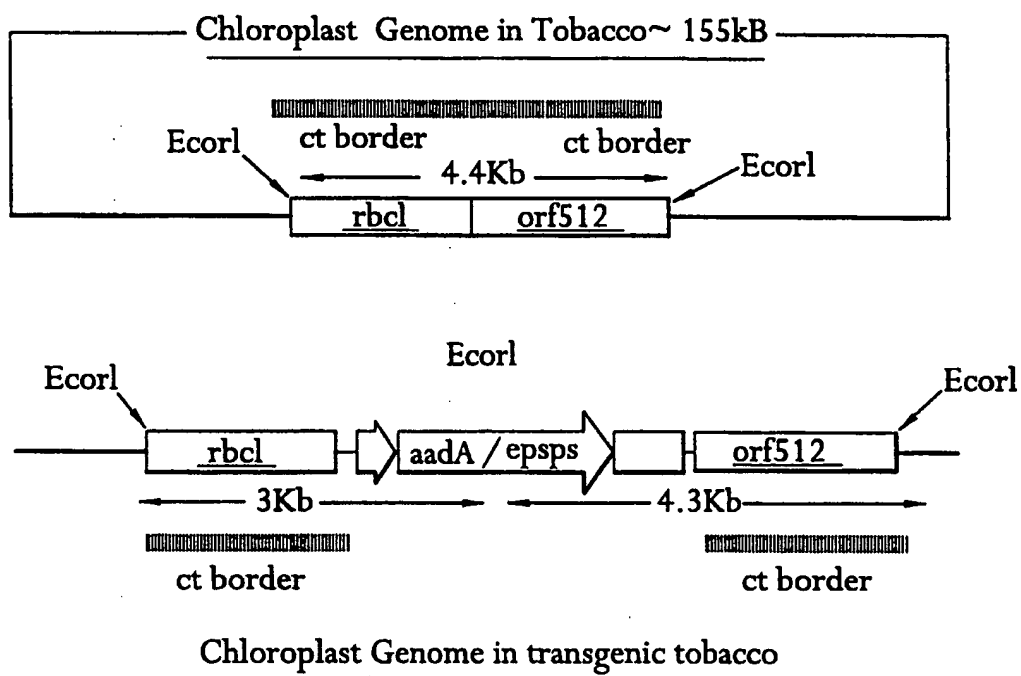 Chloroplast Genome in Tobacco~ 155kB
ct border
ct border
Ecorl
Ecorl
4.4Kb
rbcl
orf512
Ecorl
Ecorl
Ecorl
rbcl
aadA / epsps
orf512
3Kb
4.3Kb
ct border
ct border
Chloroplast Genome in transgenic tobacco